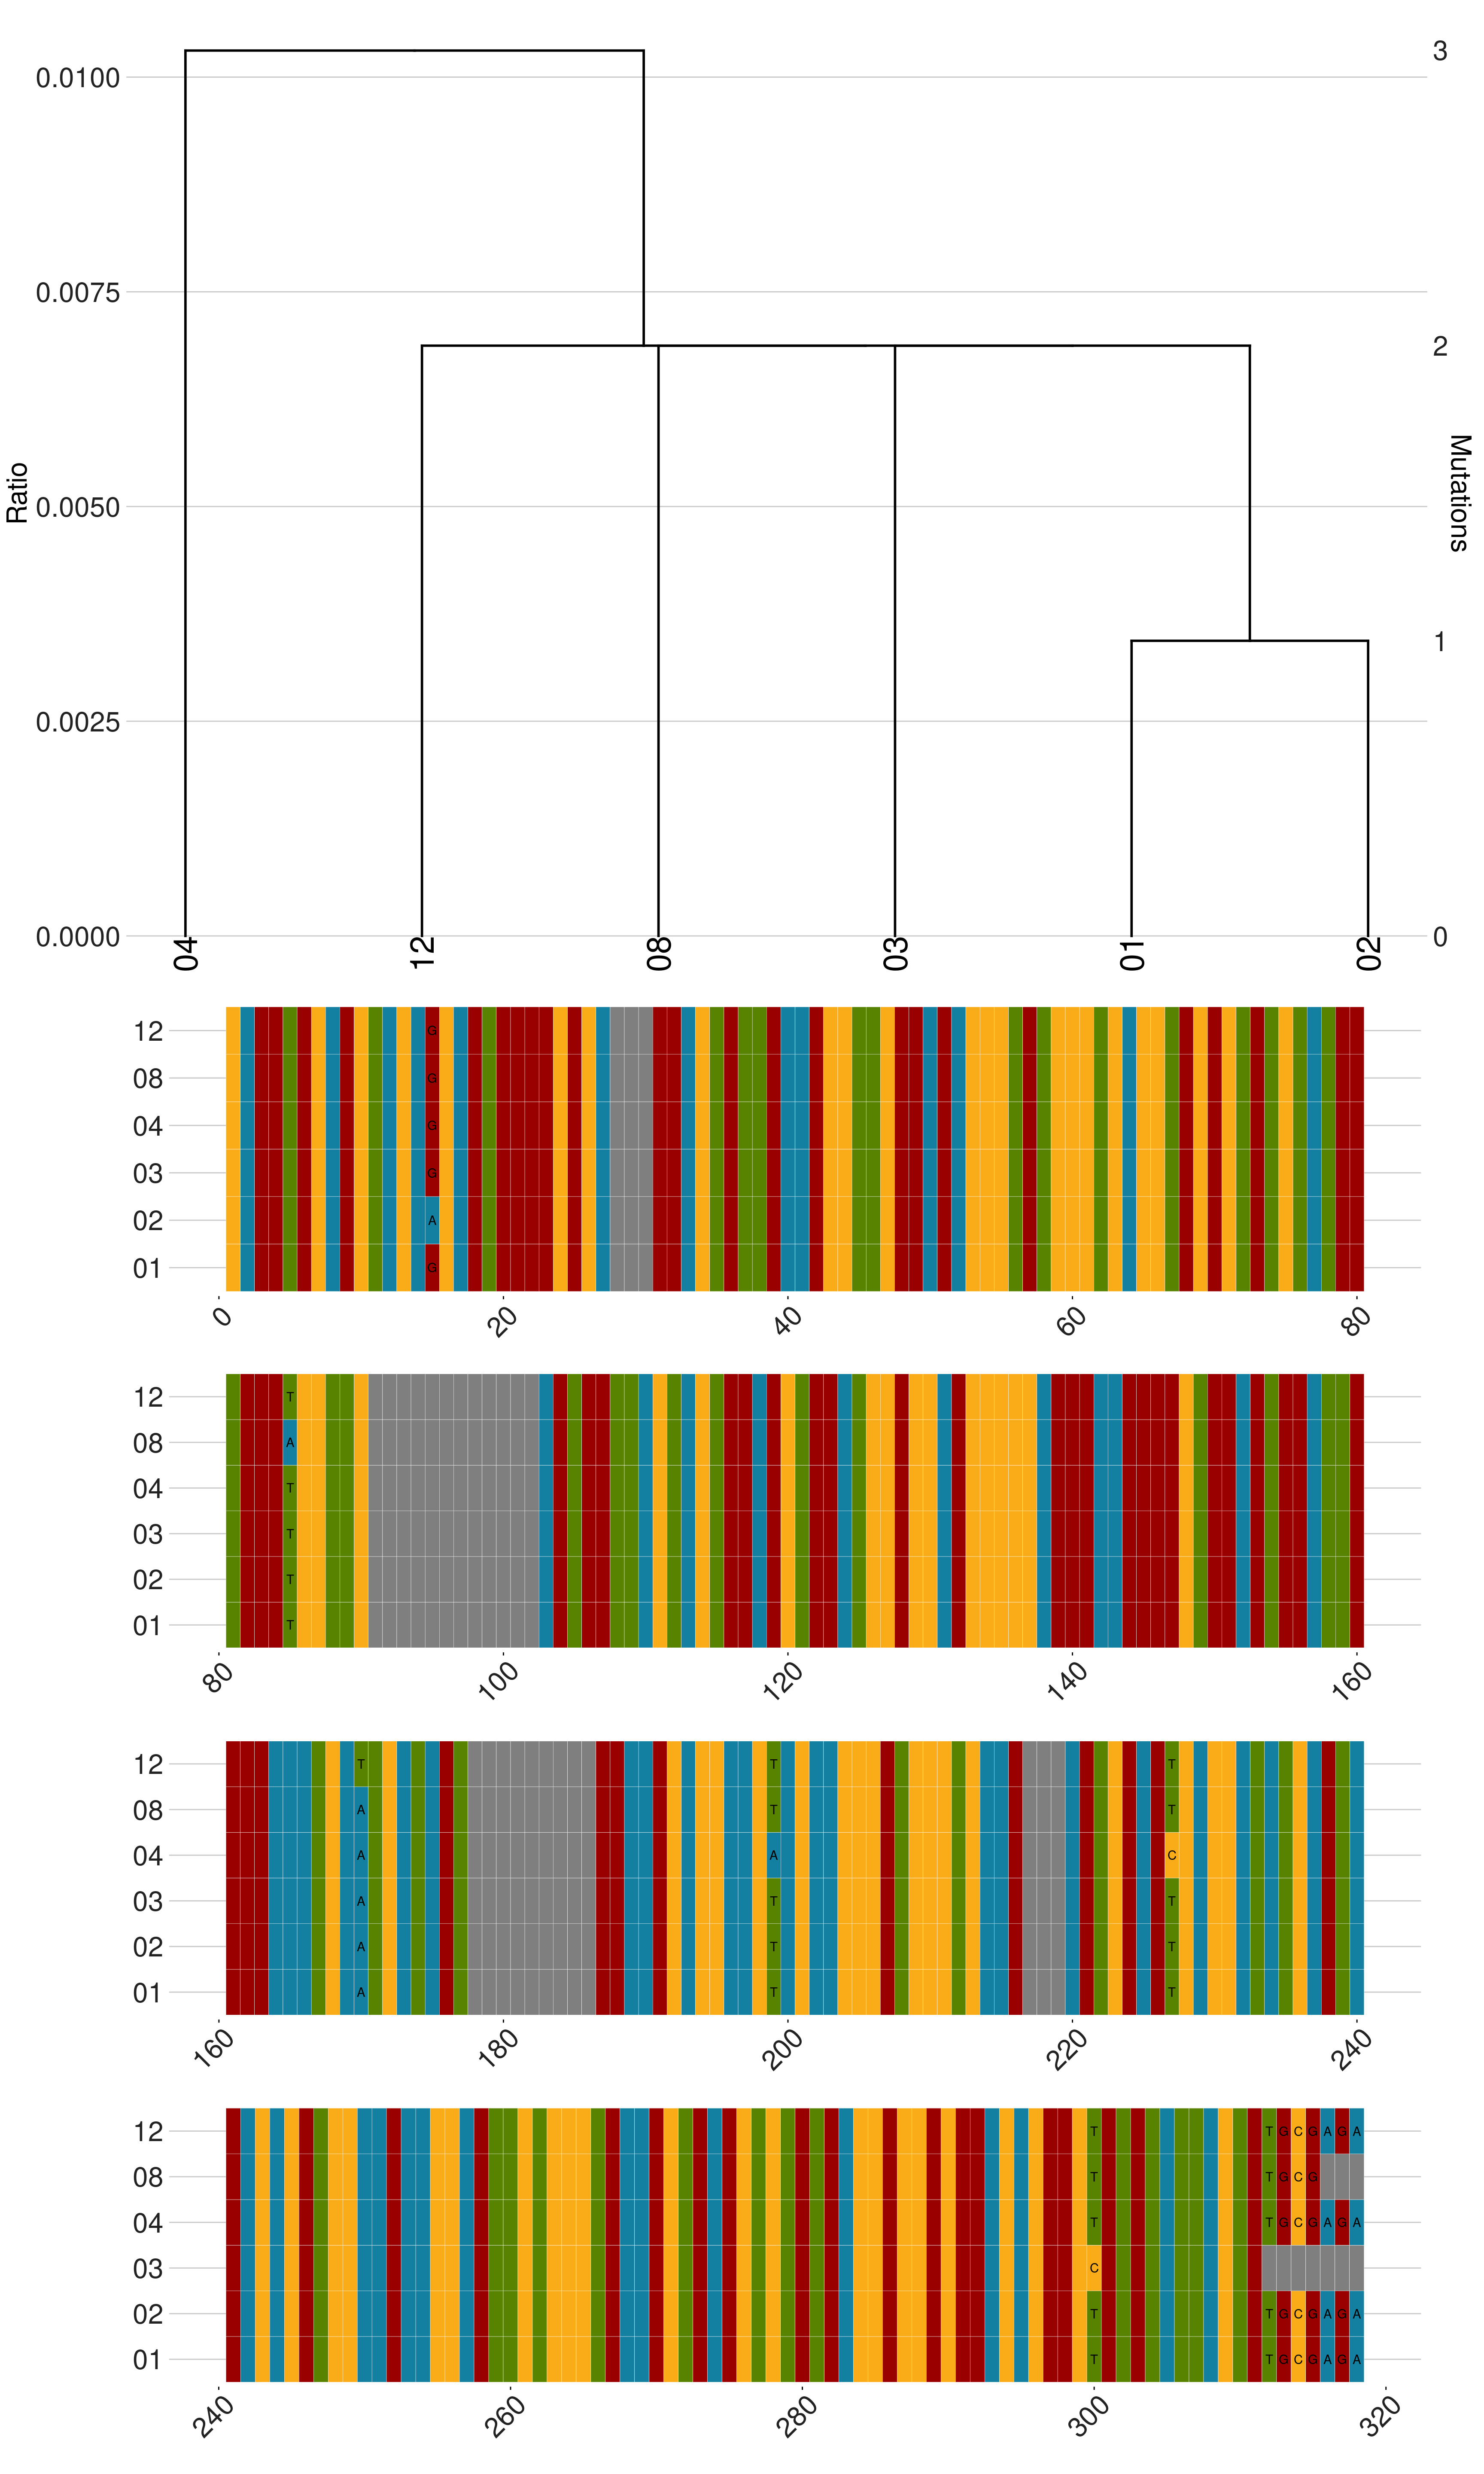 3
0.0100
0.0075
2
Ratio
Mutations
0.0050
1
0.0025
0.0000
0
04 12 08 03 01 02
12 G
08 G
04 G
03 G
02 A
01 G
0 20 40 60 80
12 T
08 A
04 T
03 T
02 T
01 T
80 100 120 140 160
12 T T T
08 A T T
04 A A C
03 A T T
02 A T T
01 A T T
160 180 200 220 240
12 T T G C G A G A
08 T T G C G
04 T T G C G A G A
03 C
02 T T G C G A G A
01 T T G C G A G A
240 260 280 300 320